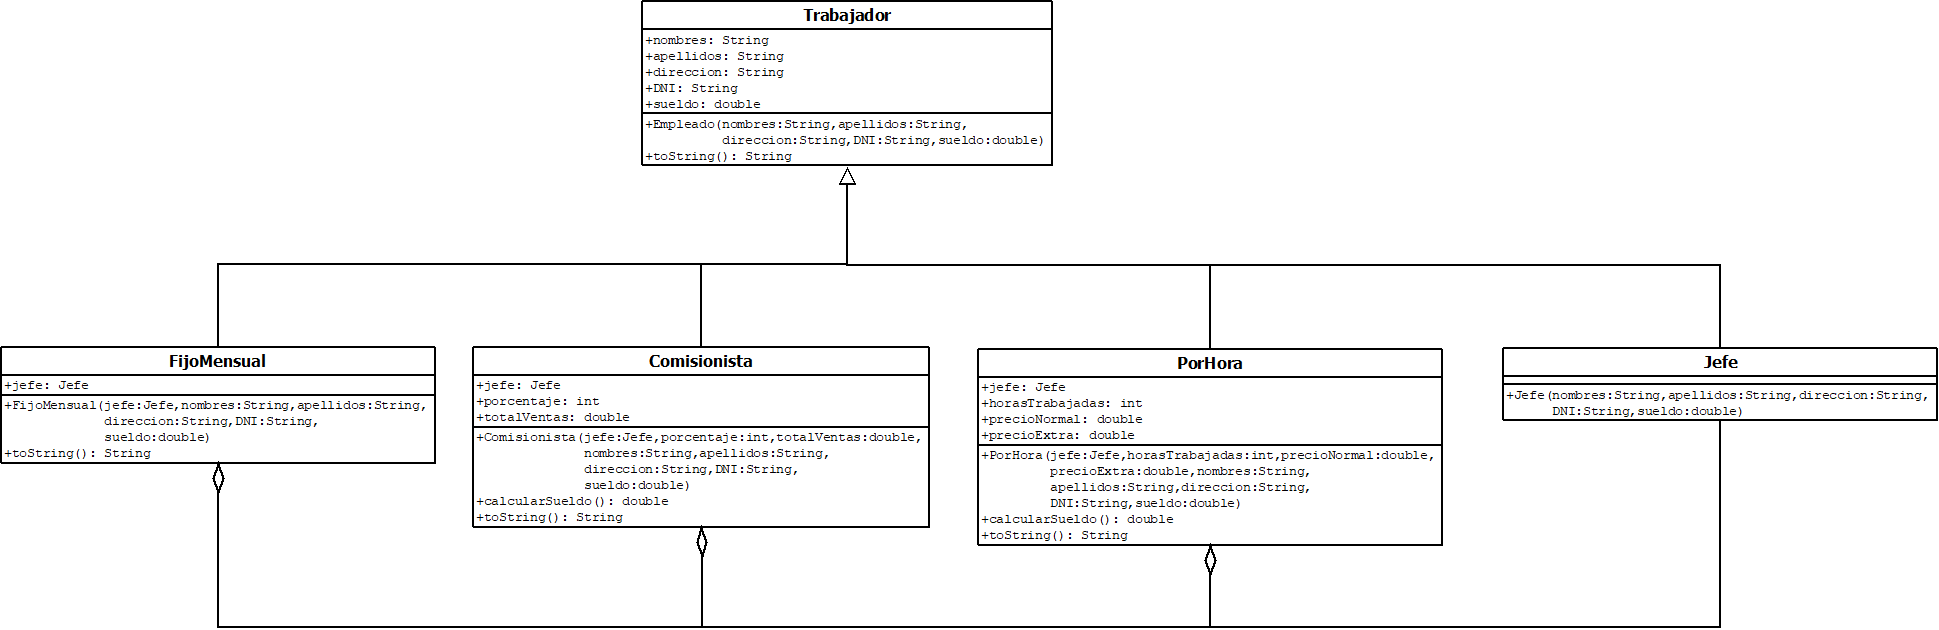 Trabajador
+nombres: String
+apellidos: String
+direccion: String
+DNI: String
+sueldo: double
+Empleado(nombres:String,apellidos:String,
direccion:String,DNI:String,sueldo:double)
+toString(): String
FijoMensual
+jefe: Jefe
+FijoMensual(jefe:Jefe,nombres:String,apellidos:String,
direccion:String,DNI:String,
sueldo:double)
+toString(): String
Comisionista
+jefe: Jefe
+porcentaje: int
+totalVentas: double
+Comisionista(jefe:Jefe,porcentaje:int,totalVentas:double,
nombres:String,apellidos:String,
direccion:String,DNI:String,
sueldo:double)
+calcularSueldo(): double
+toString(): String
PorHora
+jefe: Jefe
+horasTrabajadas: int
+precioNormal: double
+precioExtra: double
+PorHora(jefe:Jefe,horasTrabajadas:int,precioNormal:double,
precioExtra:double,nombres:String,
apellidos:String,direccion:String,
DNI:String,sueldo:double)
+calcularSueldo(): double
+toString(): String
Jefe
+Jefe(nombres:String,apellidos:String,direccion:String,
DNI:String,sueldo:double)